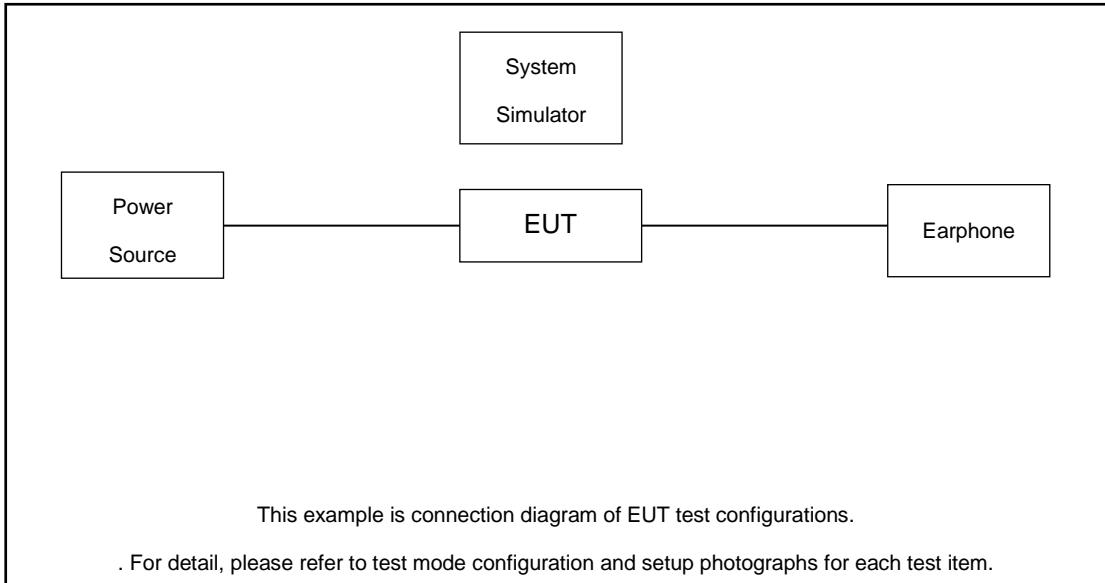 System
Simulator
Power
Source
EUT
Earphone
This example is connection diagram of EUT test configurations.
. For detail, please refer to test mode configuration and setup photographs for each test item.